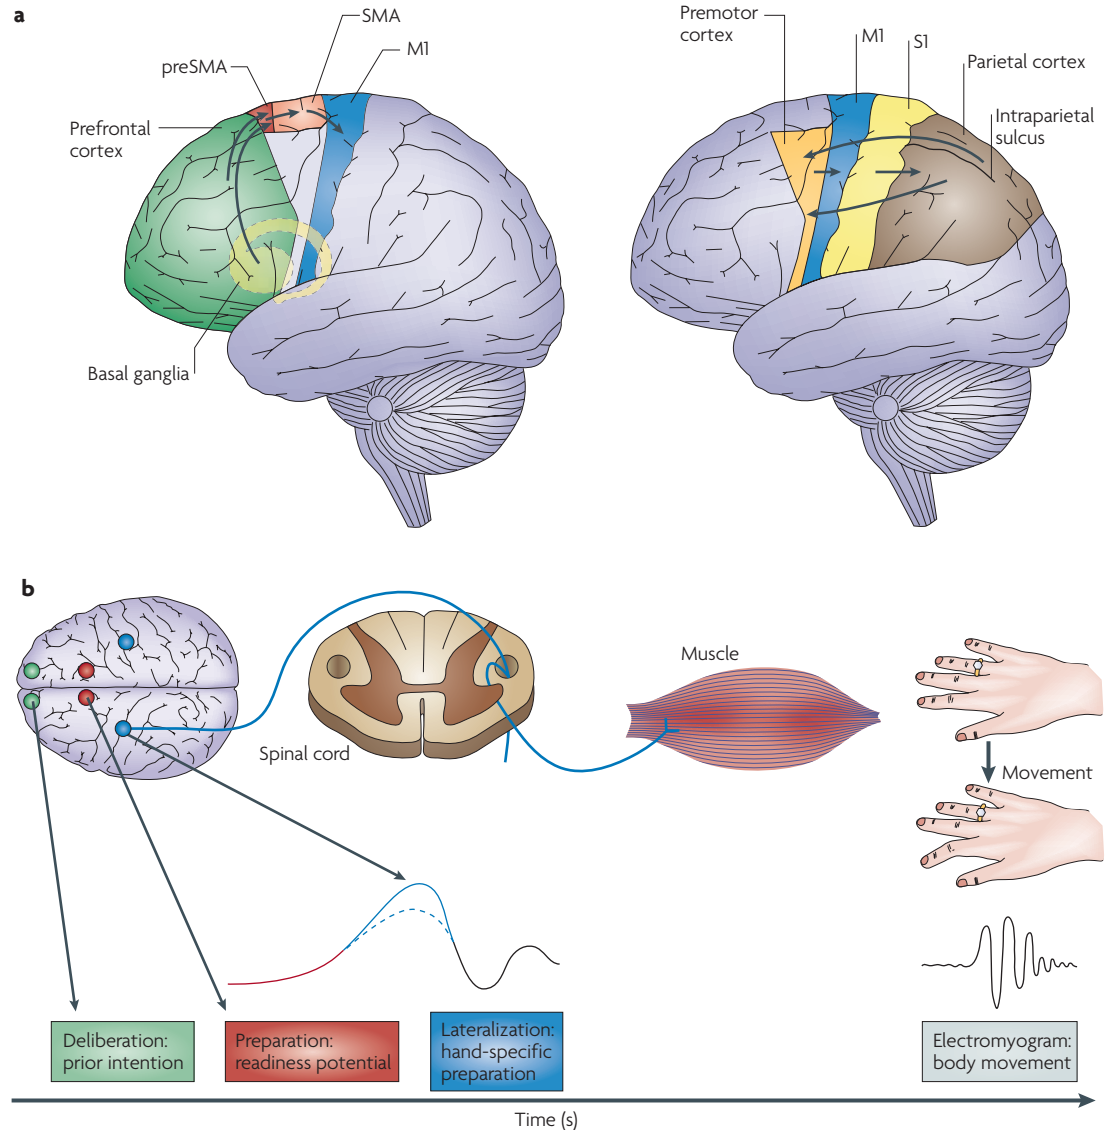 a
SMA
M1
preSMA
Prefrontal
cortex
Basal ganglia
Premotor
cortex
M1
S1
Parietal cortex
Intraparietal
sulcus
b
Spinal cord
Muscle
Movement
Deliberation:
prior intention
Preparation:
readiness potential
Lateralization:
hand-specific
preparation
Electromyogram:
body movement
Time (s)